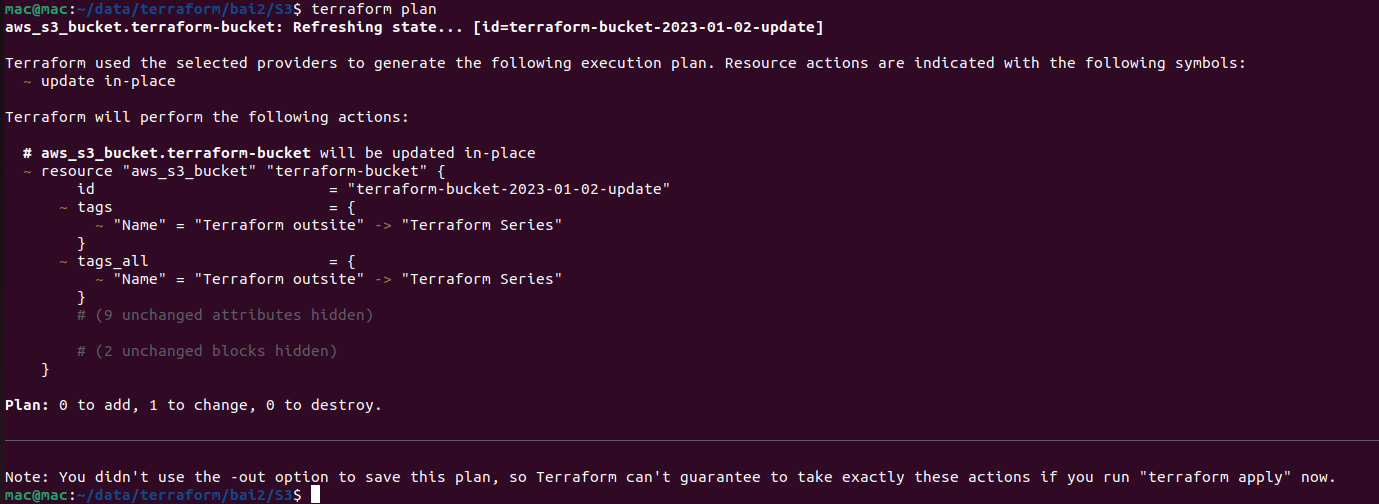 mac@mac:~/data/terraform/bai2/S3$ terraform plan
aws_s3_bucket.terraform-bucket: Refreshing state... [id=terraform-bucket-2023-01-02-update]

Terraform used the selected providers to generate the following execution plan. Resource actions are indicated with the following symbols:
  ~ update in-place

Terraform will perform the following actions:

  # aws_s3_bucket.terraform-bucket will be updated in-place
  ~ resource "aws_s3_bucket" "terraform-bucket" {
        id                          = "terraform-bucket-2023-01-02-update"
      ~ tags                        = {
          ~ "Name" = "Terraform outsite" -> "Terraform Series"
        }
      ~ tags_all                    = {
          ~ "Name" = "Terraform outsite" -> "Terraform Series"
        }
        # (9 unchanged attributes hidden)

        # (2 unchanged blocks hidden)
    }

Plan: 0 to add, 1 to change, 0 to destroy.

Note: You didn't use the -out option to save this plan, so Terraform can't guarantee to take exactly these actions if you run "terraform apply" now.
mac@mac:~/data/terraform/bai2/S3$